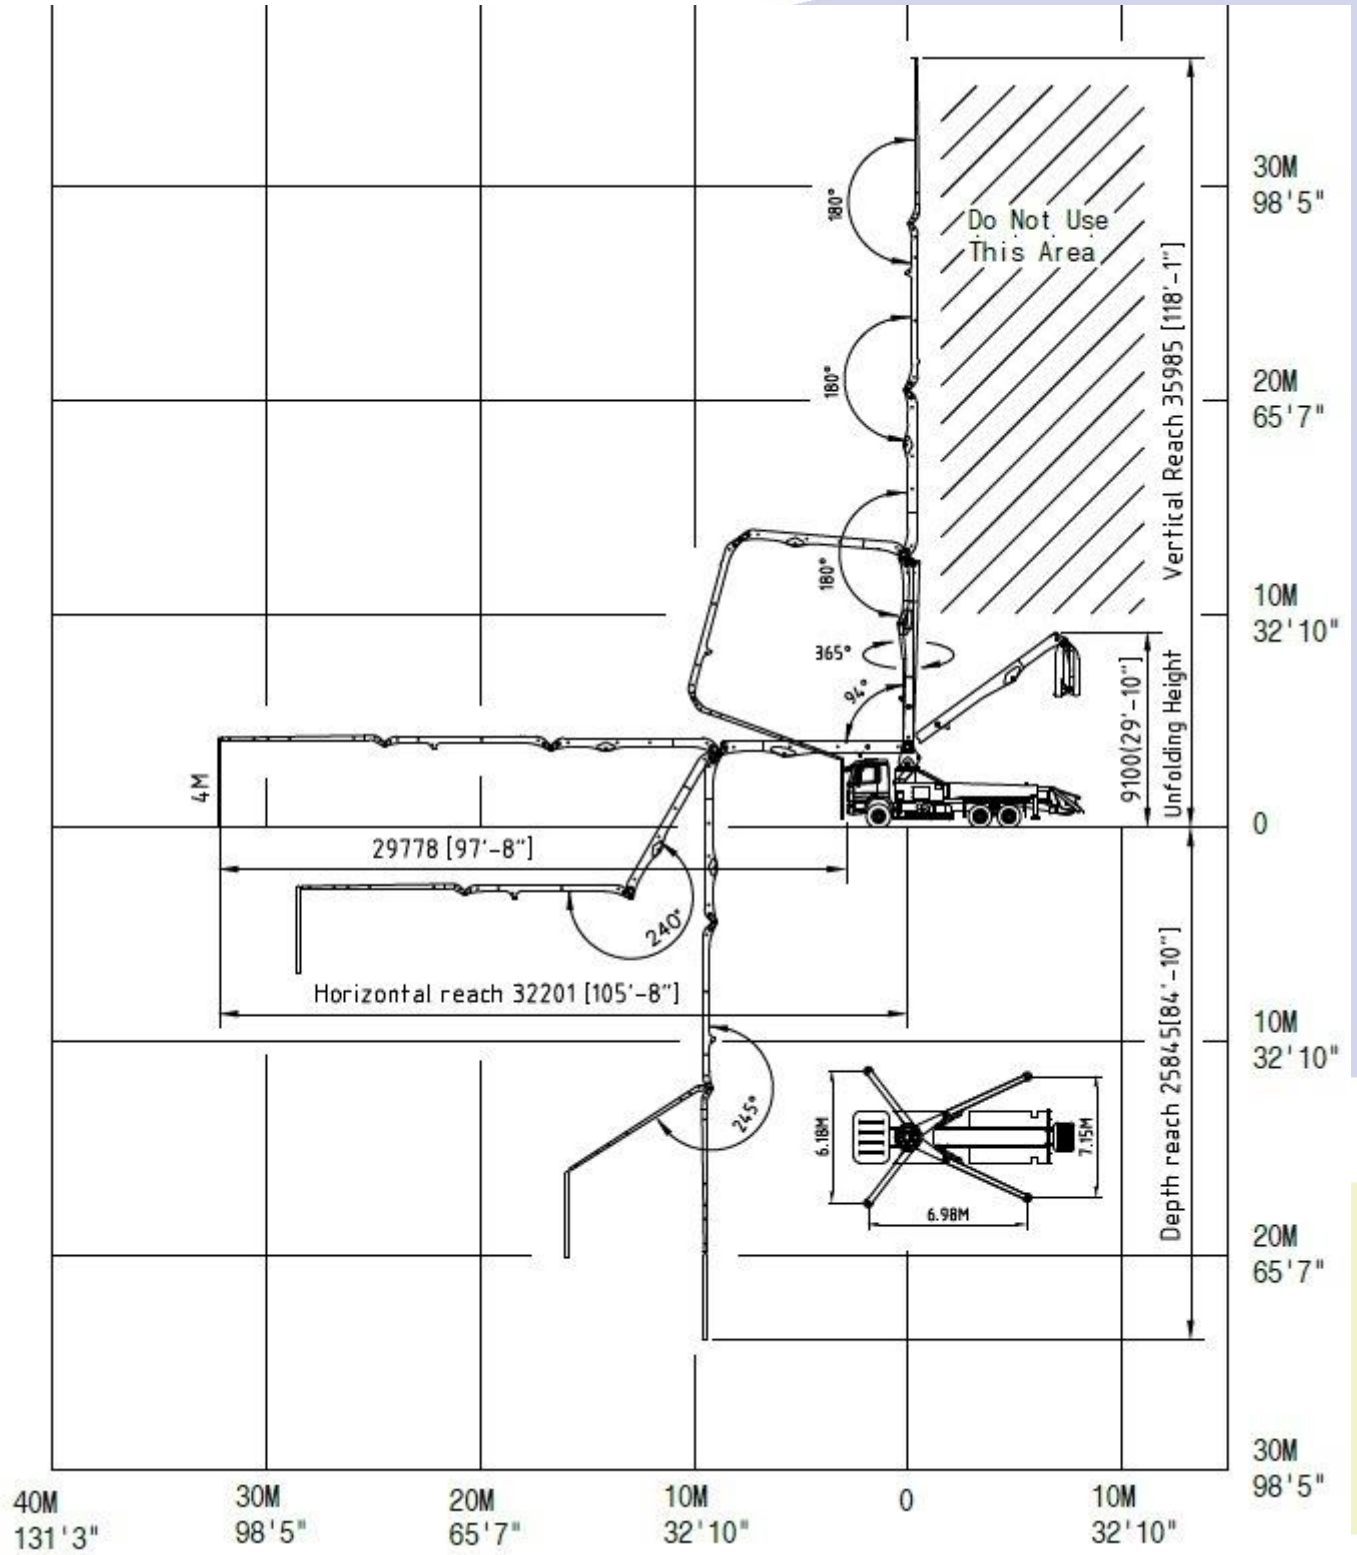 30M
98'5"
180°
Do Not Use
This Area
Vertical Reach 35985 [118'-1"]
20M
65'7"
180°
10M
32'10"
180°
365°
94°
9100(29'-10")
Unfolding Height
4M
0
29778 [97'-8"]
240°
Horizontal reach 32201 [105'-8"]
Depth reach 25845[84'-10"]
10M
32'10"
245°
6.18M
7.15M
6.98M
20M
65'7"
30M
98'5"
40M
131'3"
30M
98'5"
20M
65'7"
10M
32'10"
0
10M
32'10"